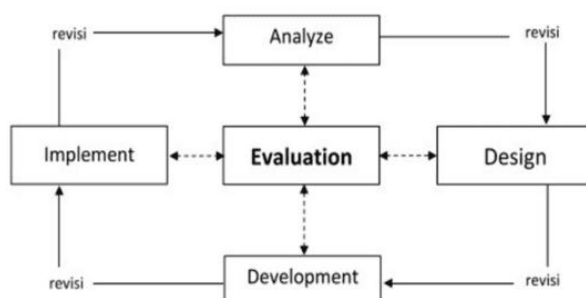 revisi
Analyze
revisi
Implement
Evaluation
Design
revisi
Development
revisi